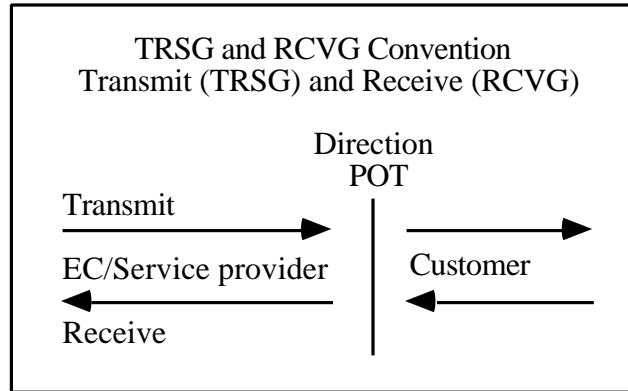 TRSG and RCVG Convention
Transmit (TRSG) and Receive (RCVG)
Direction
POT
Transmit
EC/Service provider
Customer
Receive